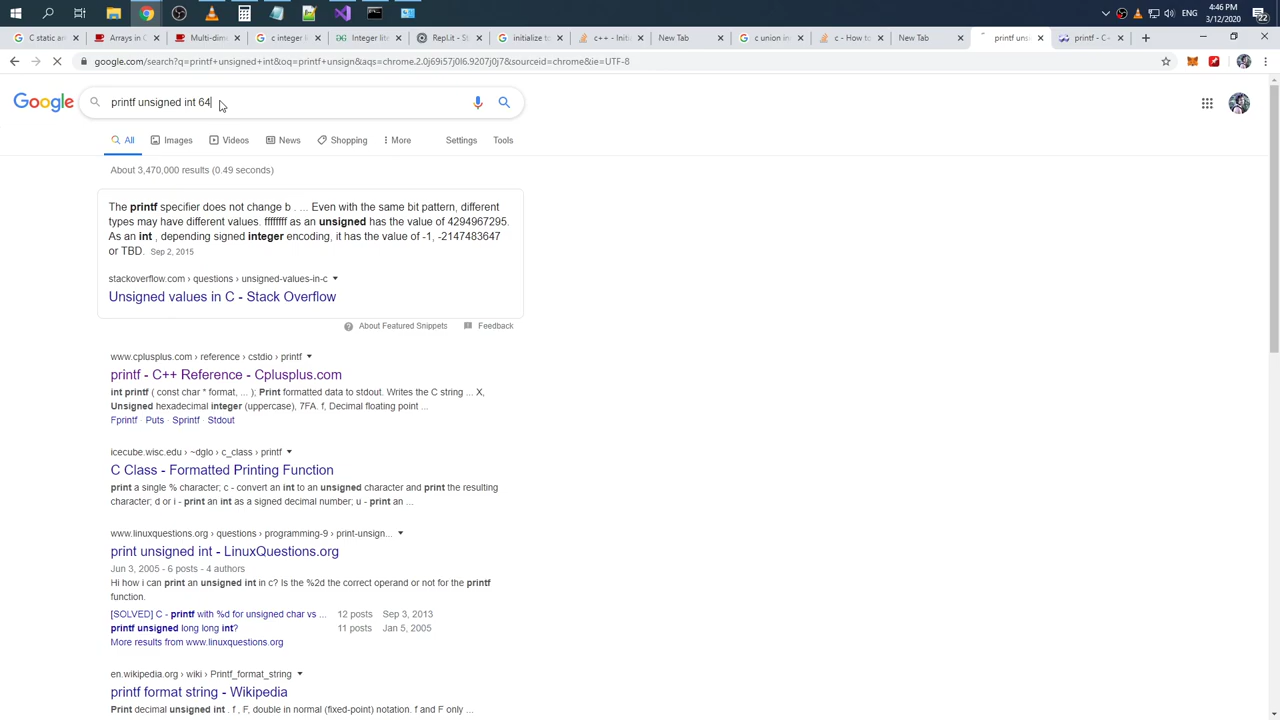 4:46 PM
ENG
3/12/2020
22
C static ar
Arrays in C
Multi-dime
c integer li
Integer lite
Repl.it - St
initialize to
c++ - Initia
New Tab
c union in
c - How to
New Tab
printf uns
printf - C+
google.com/search?q=printf+unsigned+int&oq=printf+unsign&aqs=chrome.2.0j69i57j0l6.9207j0j7&sourceid=chrome&ie=UTF-8
Google
printf unsigned int 64
All
Images
Videos
News
Shopping
More
Settings
Tools
About 3,470,000 results (0.49 seconds)
The printf specifier does not change b . ... Even with the same bit pattern, different
types may have different values. ffffffff as an unsigned has the value of 4294967295.
As an int , depending signed integer encoding, it has the value of -1, -2147483647
or TBD. Sep 2, 2015
stackoverflow.com › questions › unsigned-values-in-c
Unsigned values in C - Stack Overflow
About Featured Snippets
Feedback
www.cplusplus.com › reference › cstdio › printf
printf - C++ Reference - Cplusplus.com
int printf ( const char * format, ... ); Print formatted data to stdout. Writes the C string ... X,
Unsigned hexadecimal integer (uppercase), 7FA. f, Decimal floating point ...
Fprintf · Puts · Sprintf · Stdout
icecube.wisc.edu › ~dglo › c_class › printf
C Class - Formatted Printing Function
print a single % character; c - convert an int to an unsigned character and print the resulting
character; d or i - print an int as a signed decimal number; u - print an ...
www.linuxquestions.org › questions › programming-9 › print-unsign...
print unsigned int - LinuxQuestions.org
Jun 3, 2005 - 6 posts - 4 authors
Hi how i can print an unsigned int in c? Is the %2d the correct operand or not for the printf
function.
[SOLVED] C - printf with %d for unsigned char vs ... 12 posts Sep 3, 2013
printf unsigned long long int? 11 posts Jan 5, 2005
More results from www.linuxquestions.org
en.wikipedia.org › wiki › Printf_format_string
printf format string - Wikipedia
Print decimal unsigned int . f , F, double in normal (fixed-point) notation. f and F only ...